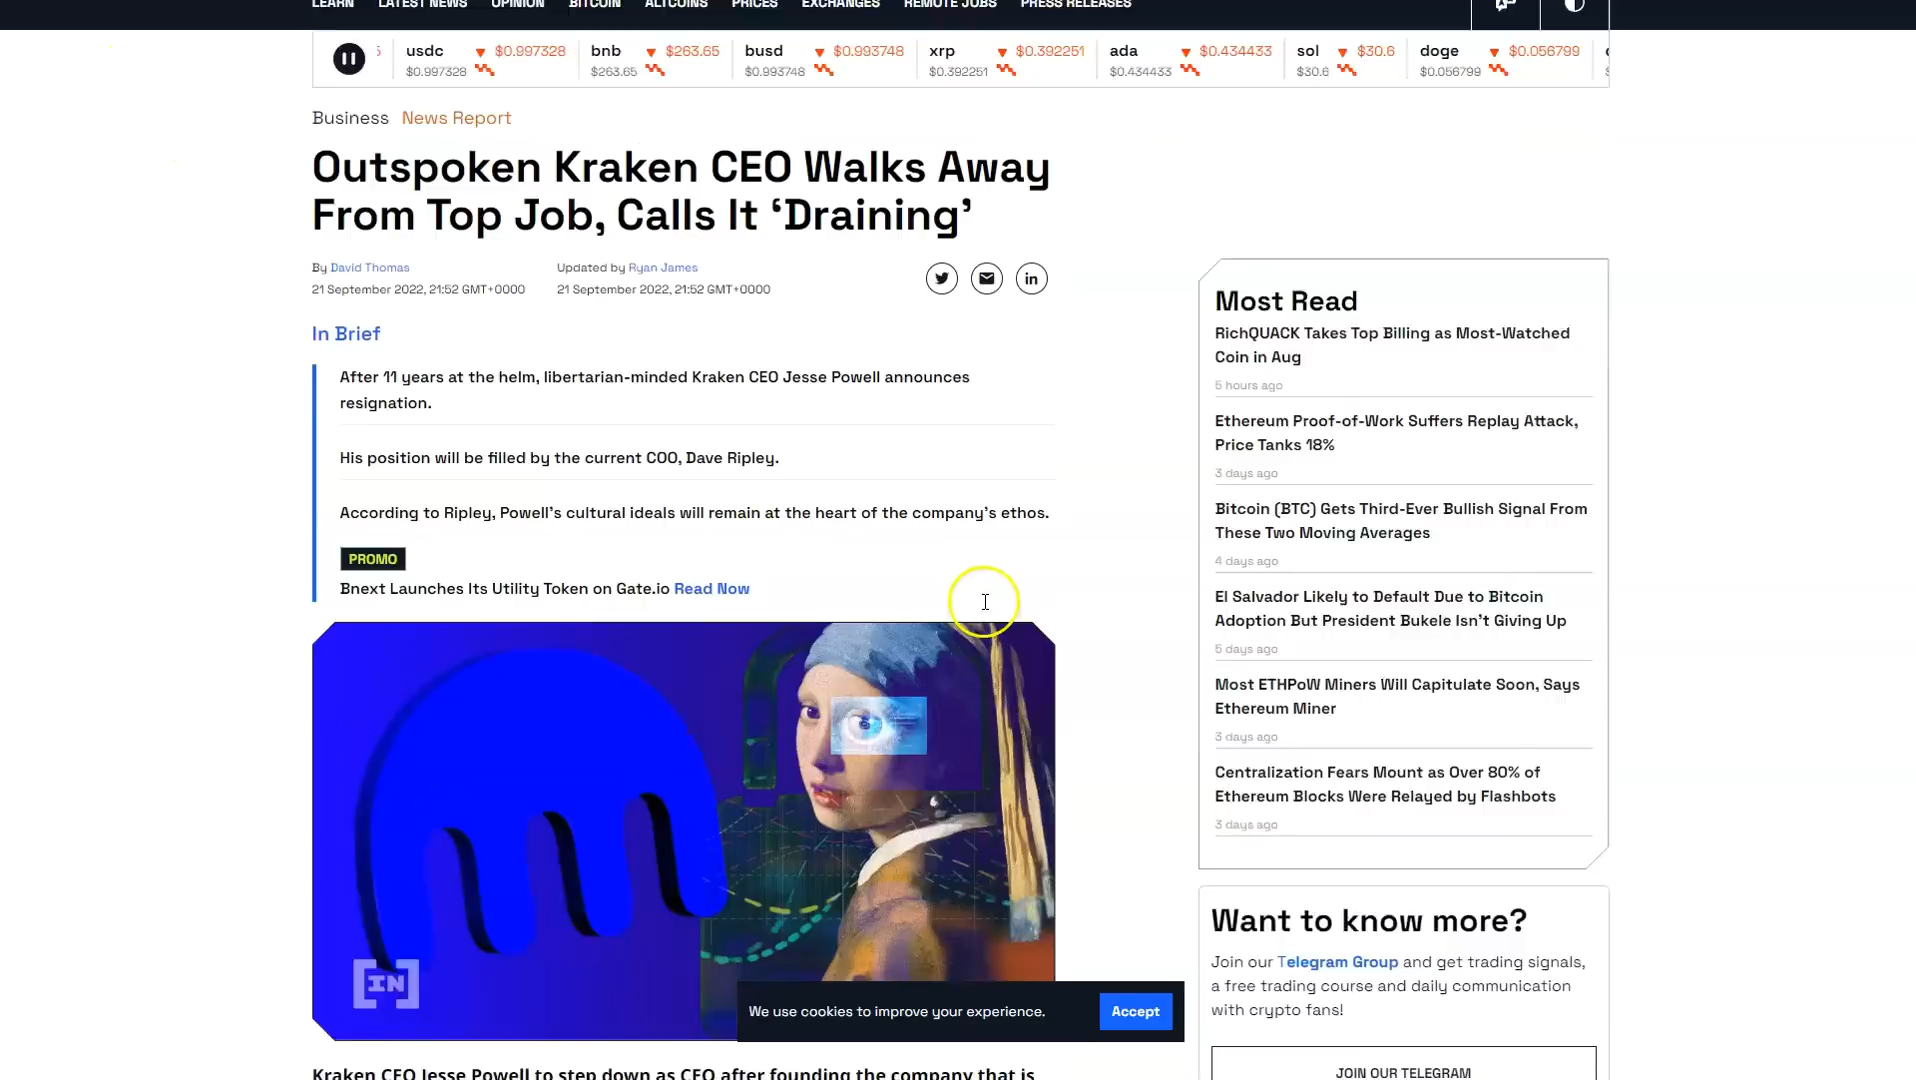 LEARN LATEST NEWS OPINION BITCOIN ALTCOINS PRICES EXCHANGES REMOTE JOBS PRESS RELEASES
usdc $0.997328 bnb $263.65 busd $0.993748 xrp $0.392251 ada $0.434433 sol $30.6 doge $0.056799
$0.997328 $263.65 $0.993748 $0.392251 $0.434433 $30.6 $0.056799
Business News Report
Outspoken Kraken CEO Walks Away
From Top Job, Calls It ‘Draining’
By David Thomas Updated by Ryan James
21 September 2022, 21:52 GMT+0000 21 September 2022, 21:52 GMT+0000
In Brief
After 11 years at the helm, libertarian-minded Kraken CEO Jesse Powell announces
resignation.
His position will be filled by the current COO, Dave Ripley.
According to Ripley, Powell’s cultural ideals will remain at the heart of the company’s ethos.
PROMO
Bnext Launches Its Utility Token on Gate.io Read Now
IN
We use cookies to improve your experience. Accept
Kraken CEO Jesse Powell to step down as CEO after founding the company that is
Most Read
RichQUACK Takes Top Billing as Most-Watched
Coin in Aug
5 hours ago
Ethereum Proof-of-Work Suffers Replay Attack,
Price Tanks 18%
3 days ago
Bitcoin (BTC) Gets Third-Ever Bullish Signal From
These Two Moving Averages
4 days ago
El Salvador Likely to Default Due to Bitcoin
Adoption But President Bukele Isn’t Giving Up
5 days ago
Most ETHPoW Miners Will Capitulate Soon, Says
Ethereum Miner
3 days ago
Centralization Fears Mount as Over 80% of
Ethereum Blocks Were Relayed by Flashbots
3 days ago
Want to know more?
Join our Telegram Group and get trading signals,
a free trading course and daily communication
with crypto fans!
JOIN OUR TELEGRAM